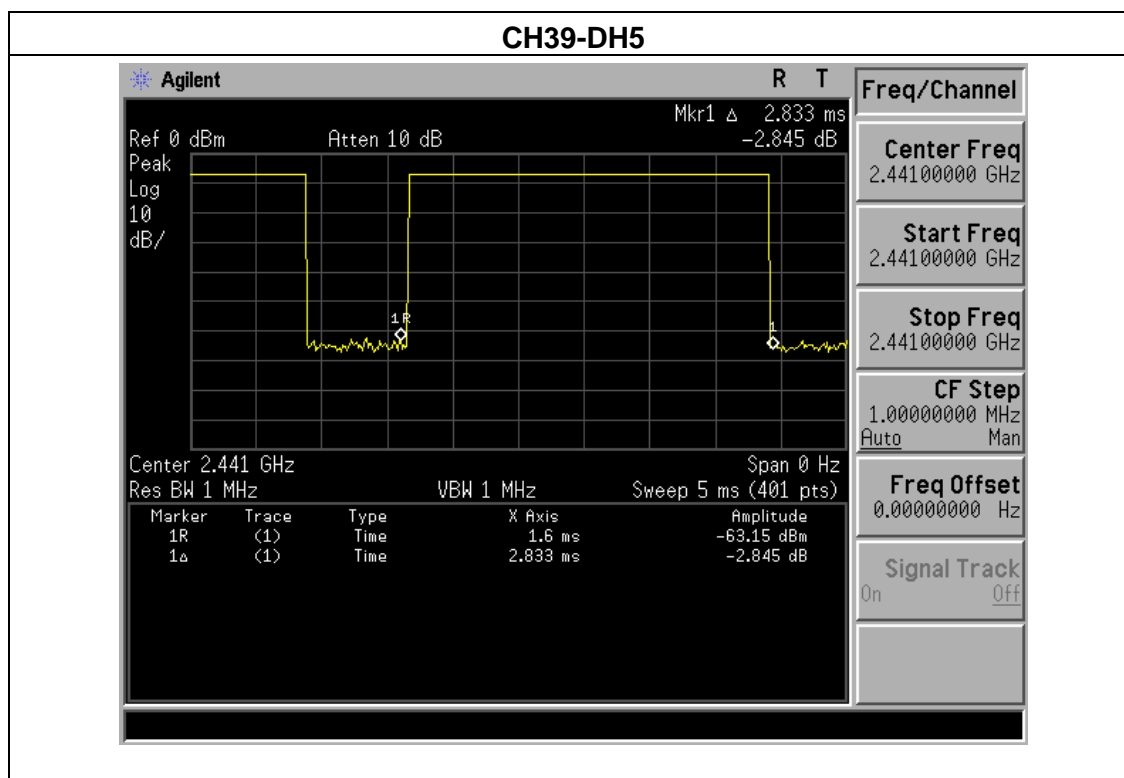 CH39-DH5
Agilent R T
Mkr1 Δ 2.833 ms
Ref 0 dBm Atten 10 dB -2.845 dB
Peak
Log
10
dB/
1R
1
Center 2.441 GHz Span 0 Hz
Res BW 1 MHz VBW 1 MHz Sweep 5 ms (401 pts)
Marker Trace Type X Axis Amplitude
1R (1) Time 1.6 ms -63.15 dBm
1Δ (1) Time 2.833 ms -2.845 dB
Freq/Channel
Center Freq
2.44100000 GHz
Start Freq
2.44100000 GHz
Stop Freq
2.44100000 GHz
CF Step
1.00000000 MHz
Auto Man
Freq Offset
0.00000000 Hz
Signal Track
On Off